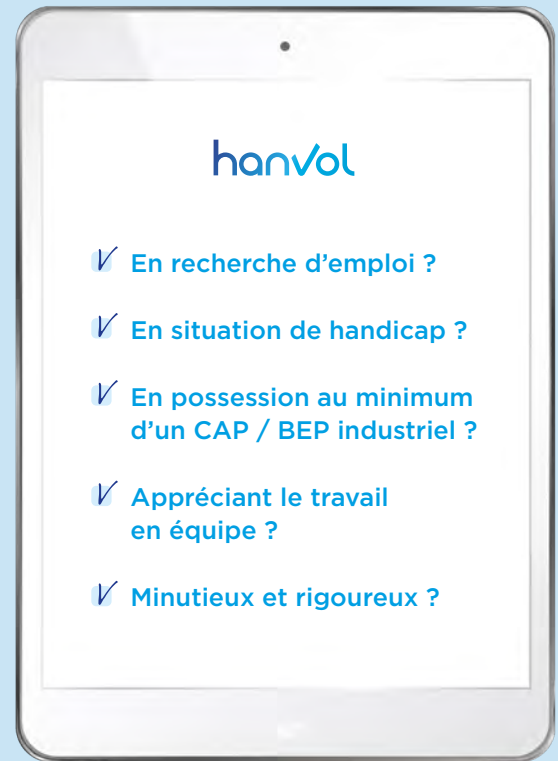 hanvol
En recherche d’emploi ?
En situation de handicap ?
En possession au minimum
d’un CAP / BEP industriel ?
Appréciant le travail
en équipe ?
Minutieux et rigoureux ?